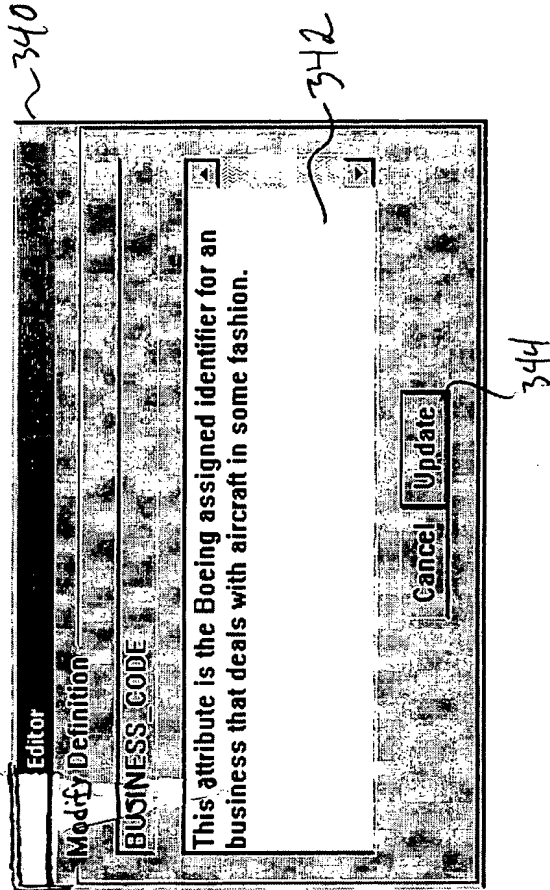 Editor
Modify Definition
BUSINESS_CODE
This attribute is the Boeing assigned identifier for an
business that deals with aircraft in some fashion.
Cancel Update
340
342
344